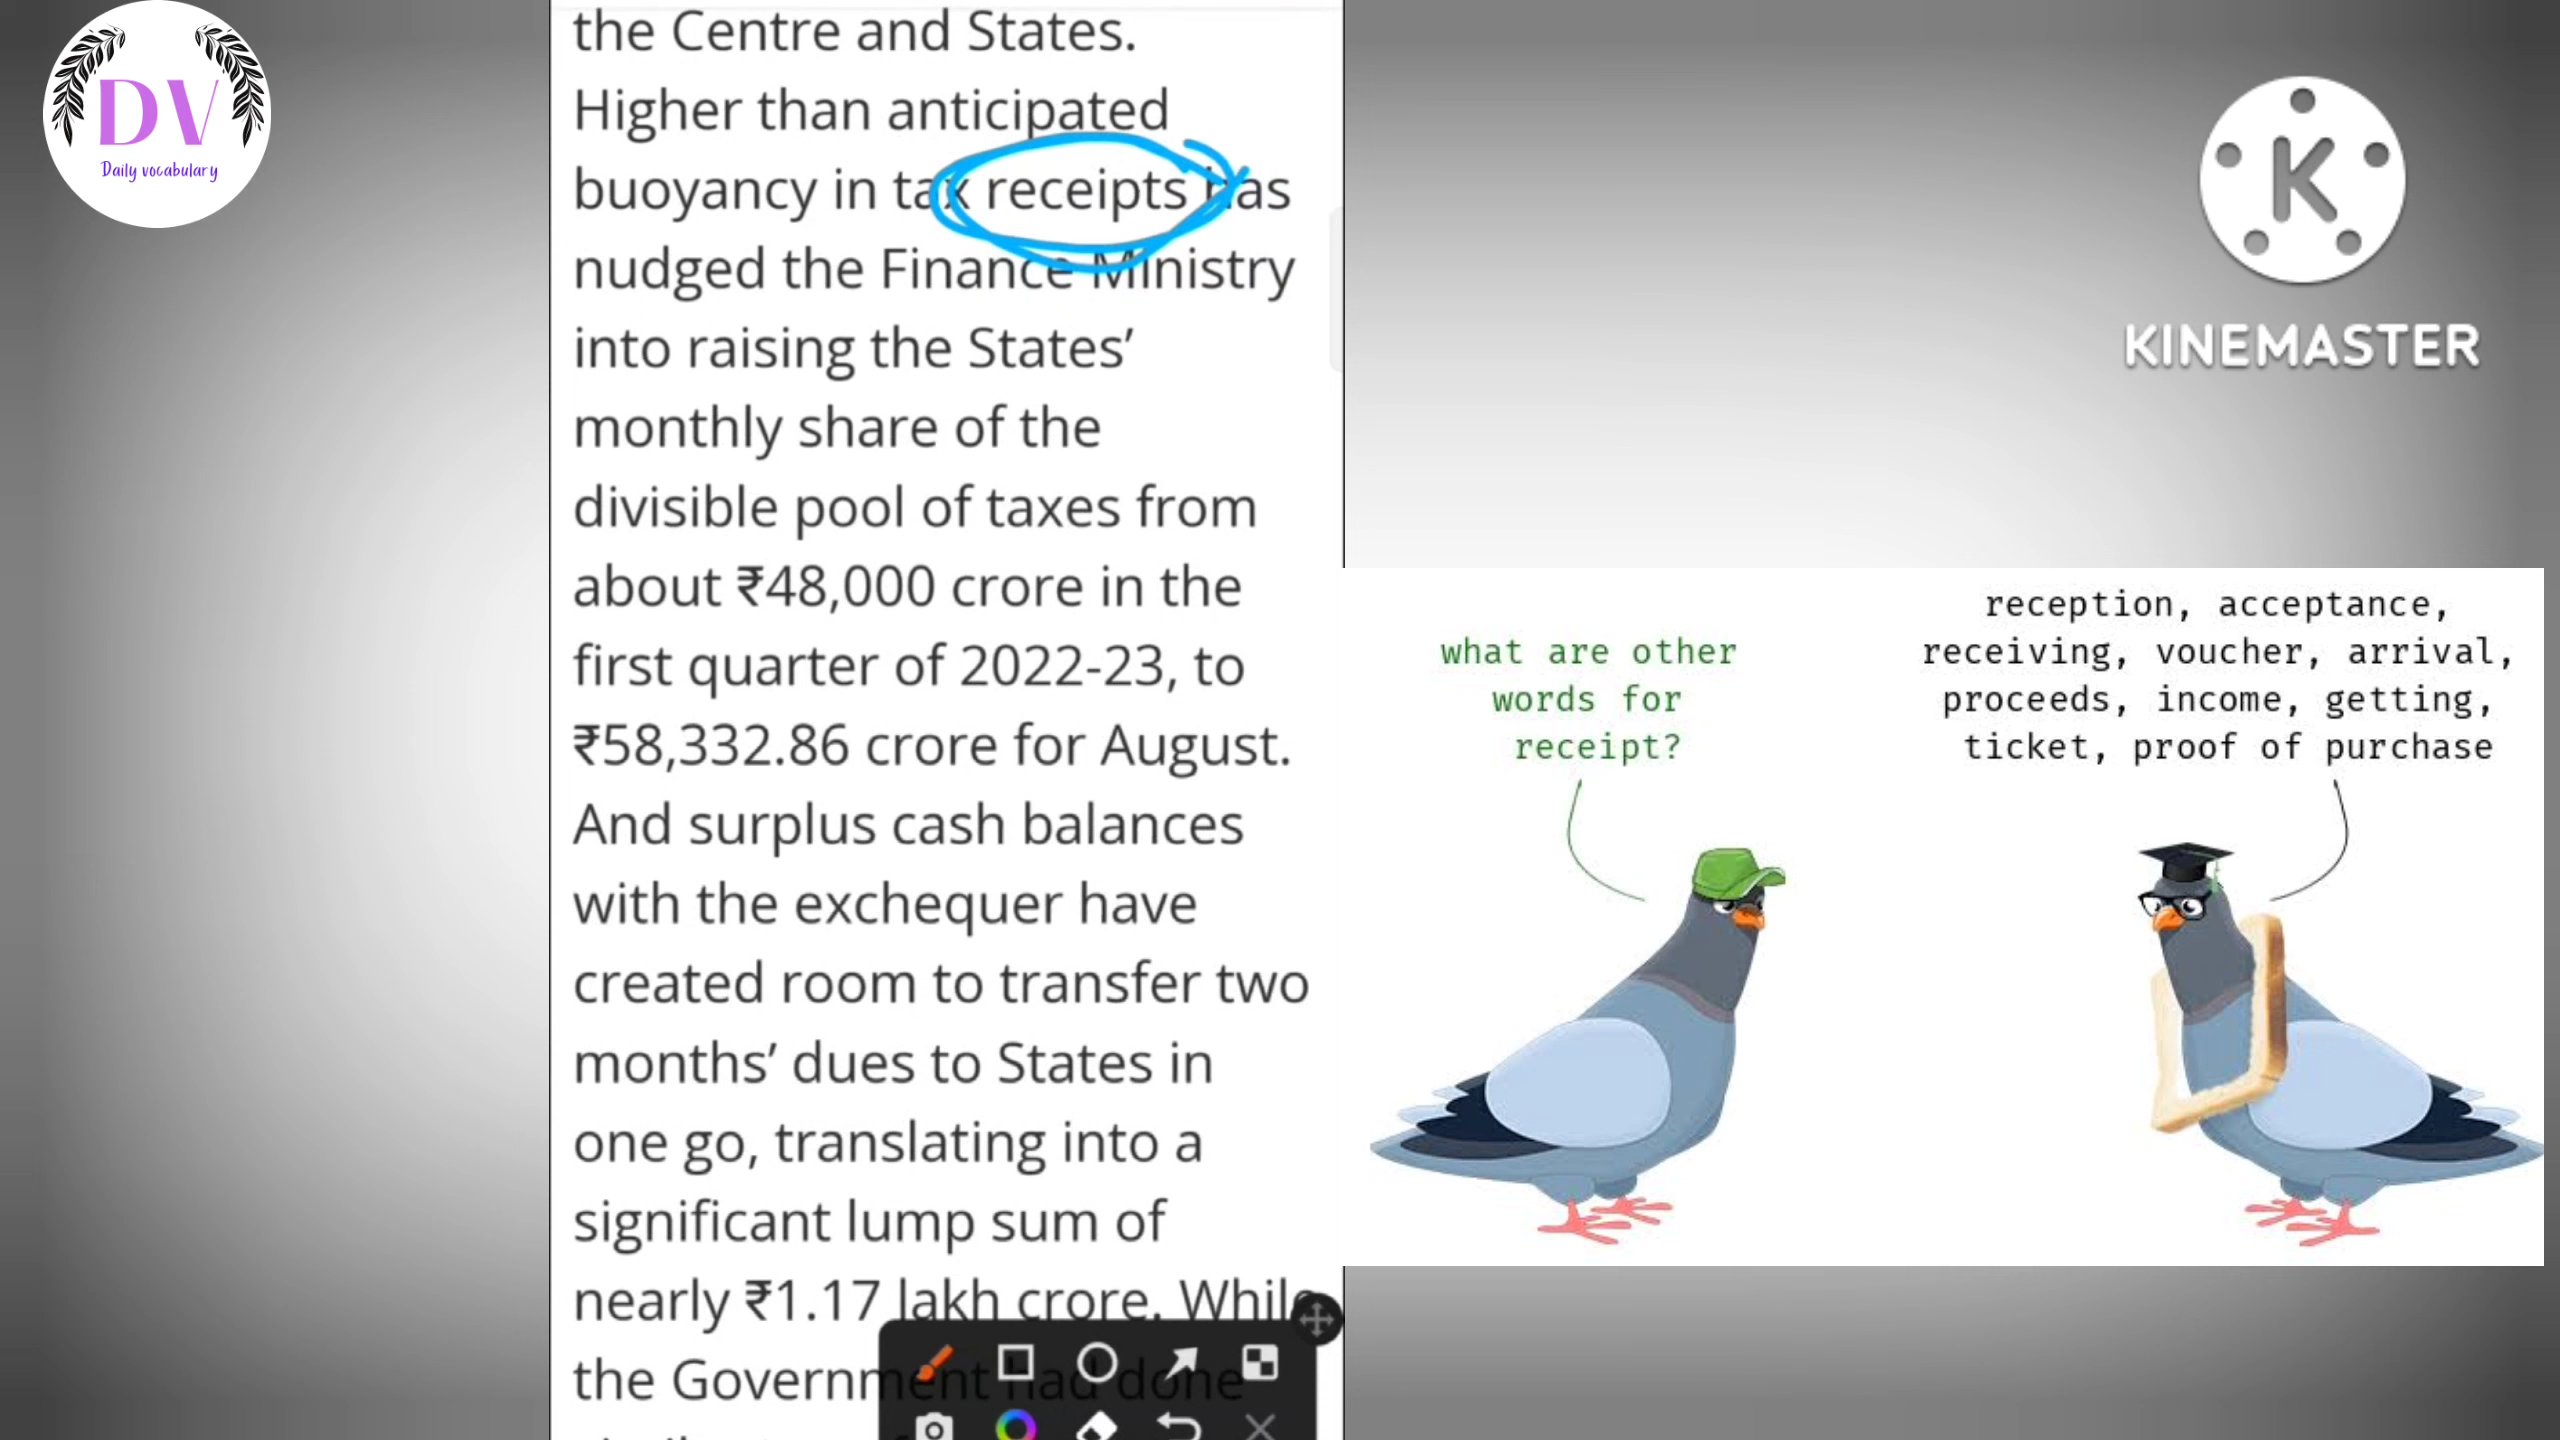 DV
Daily vocabulary
the Centre and States.
Higher than anticipated
buoyancy in tax receipts has
nudged the Finance Ministry
into raising the States’
monthly share of the
divisible pool of taxes from
about ₹48,000 crore in the
first quarter of 2022-23, to
₹58,332.86 crore for August.
And surplus cash balances
with the exchequer have
created room to transfer two
months’ dues to States in
one go, translating into a
significant lump sum of
nearly ₹1.17 lakh crore. While
the Government had done
K
KINEMASTER
what are other
words for
receipt?
reception, acceptance,
receiving, voucher, arrival,
proceeds, income, getting,
ticket, proof of purchase